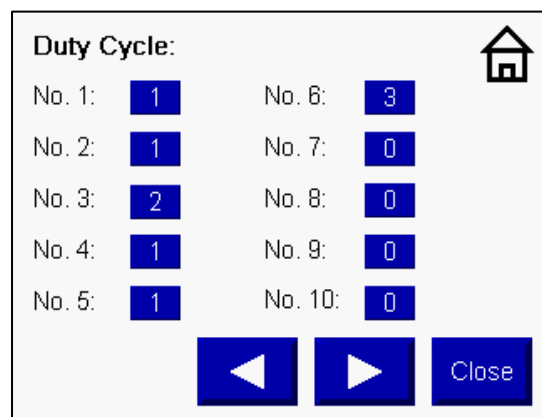 Duty Cycle:
No. 1: 1 No. 6: 3
No. 2: 1 No. 7: 0
No. 3: 2 No. 8: 0
No. 4: 1 No. 9: 0
No. 5: 1 No. 10: 0
Close